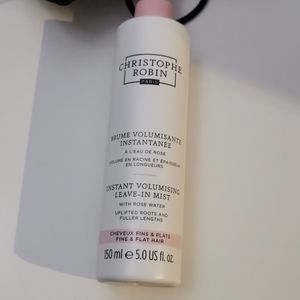 CHRISTOPHE
ROBIN
PARIS
BRUME VOLUMISANTE
INSTANTANÉE
À L'EAU DE ROSE
VOLUME EN RACINE ET ÉPAISSEUR
EN LONGUEURS
INSTANT VOLUMISING
LEAVE-IN MIST
WITH ROSE WATER
UPLIFTED ROOTS AND
FULLER LENGTHS
CHEVEUX FINS & PLATS
FINE & FLAT HAIR
150 ml e 5.0 US fl. oz.